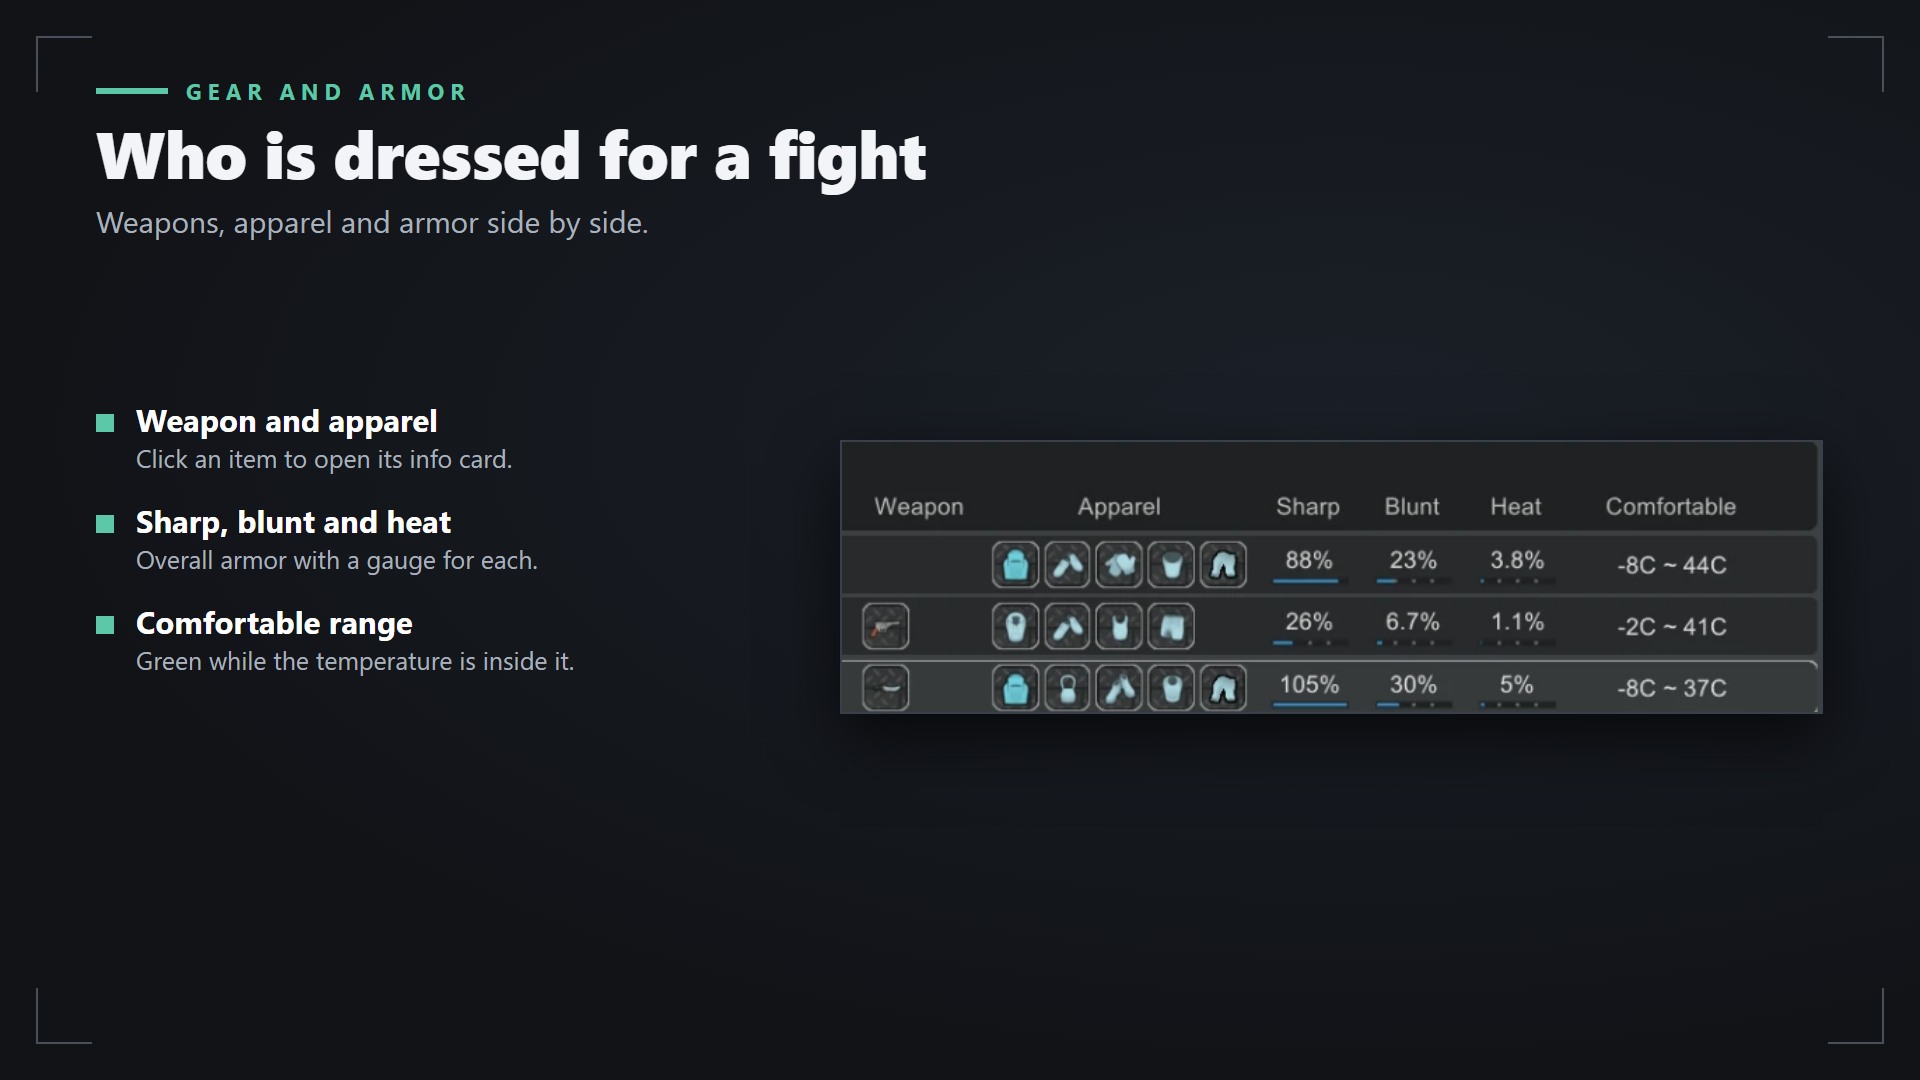 GEAR AND ARMOR
Who is dressed for a fight
Weapons, apparel and armor side by side.
Weapon and apparel
Click an item to open its info card.
Sharp, blunt and heat
Overall armor with a gauge for each.
Comfortable range
Green while the temperature is inside it.
Weapon Apparel Sharp Blunt Heat Comfortable
88% 23% 3.8% -8C ~ 44C
26% 6.7% 1.1% -2C ~ 41C
105% 30% 5% -8C ~ 37C